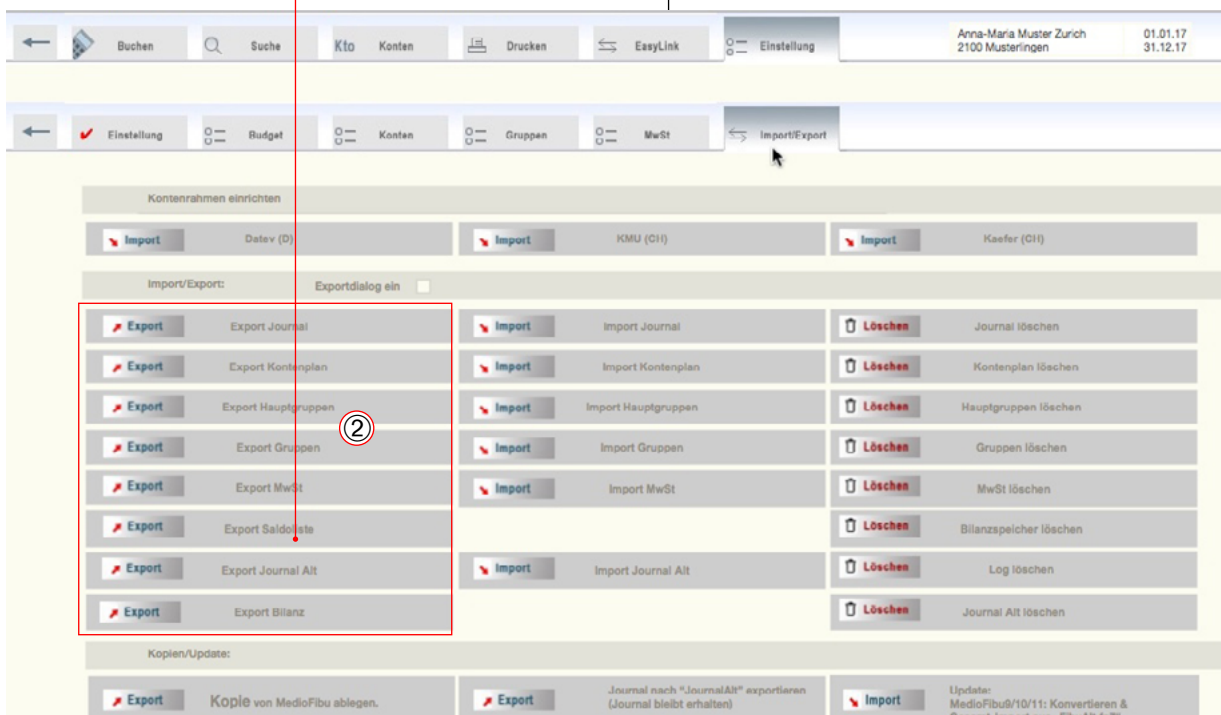 Buchen Suche Kto Konten Drucken EasyLink Einstellung Anna-Maria Muster Zurich 01.01.17
2100 Musterlingen 31.12.17
Einstellung Budget Konten Gruppen MwSt Import/Export
Kontenrahmen einrichten
Import Datev (D) Import KMU (CH) Import Kaefer (CH)
Import/Export: Exportdialog ein
Export Export Journal Import Import Journal Löschen Journal löschen
Export Export Kontenplan Import Import Kontenplan Löschen Kontenplan löschen
Export Export Hauptgruppen Import Import Hauptgruppen Löschen Hauptgruppen löschen
②
Export Export Gruppen Import Import Gruppen Löschen Gruppen löschen
Export Export MwSt Import Import MwSt Löschen MwSt löschen
Export Export Saldoliste Löschen Bilanzspeicher löschen
Export Export Journal Alt Import Import Journal Alt Löschen Log löschen
Export Export Bilanz Löschen Journal Alt löschen
Kopien/Update:
Export Kopie von MedioFibu ablegen. Export Journal nach "JournalAlt" exportieren
(Journal bleibt erhalten)
Import Update:
MedioFibu9/10/11: Konvertieren &